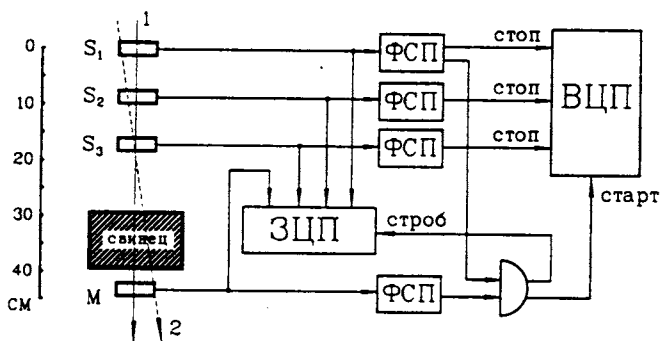 1
0
S₁
ФСП
стоп
10
S₂
ФСП
стоп
ВЦП
S₃
ФСП
стоп
20
старт
30
свинец
ЗЦП
строб
40
СМ
М
ФСП
2